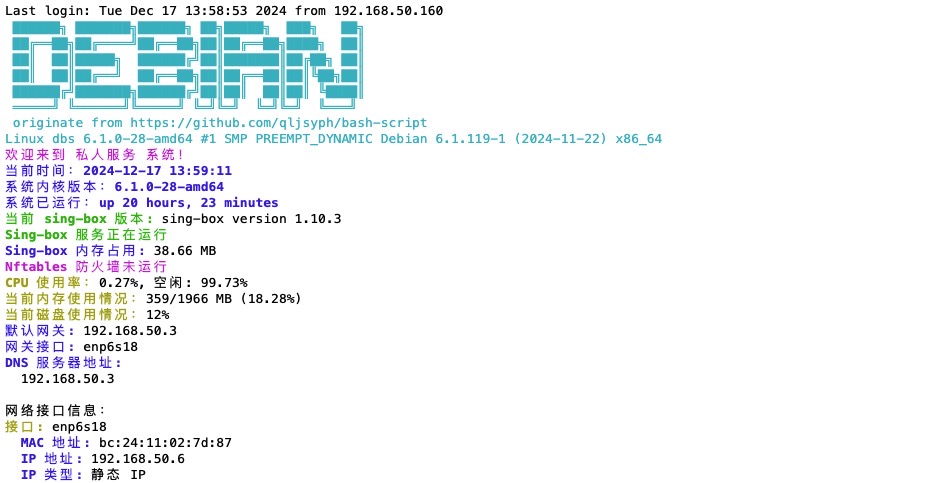 Last login: Tue Dec 17 13:58:53 2024 from 192.168.50.160
DEBIAN
originate from https://github.com/qljsyph/bash-script
Linux dbs 6.1.0-28-amd64 #1 SMP PREEMPT_DYNAMIC Debian 6.1.119-1 (2024-11-22) x86_64
欢迎来到 私人服务 系统!
当前时间: 2024-12-17 13:59:11
系统内核版本: 6.1.0-28-amd64
系统已运行: up 20 hours, 23 minutes
当前 sing-box 版本: sing-box version 1.10.3
Sing-box 服务正在运行
Sing-box 内存占用: 38.66 MB
Nftables 防火墙未运行
CPU 使用率: 0.27%, 空闲: 99.73%
当前内存使用情况: 359/1966 MB (18.28%)
当前磁盘使用情况: 12%
默认网关: 192.168.50.3
网关接口: enp6s18
DNS 服务器地址:
192.168.50.3
网络接口信息:
接口: enp6s18
MAC 地址: bc:24:11:02:7d:87
IP 地址: 192.168.50.6
IP 类型: 静态 IP